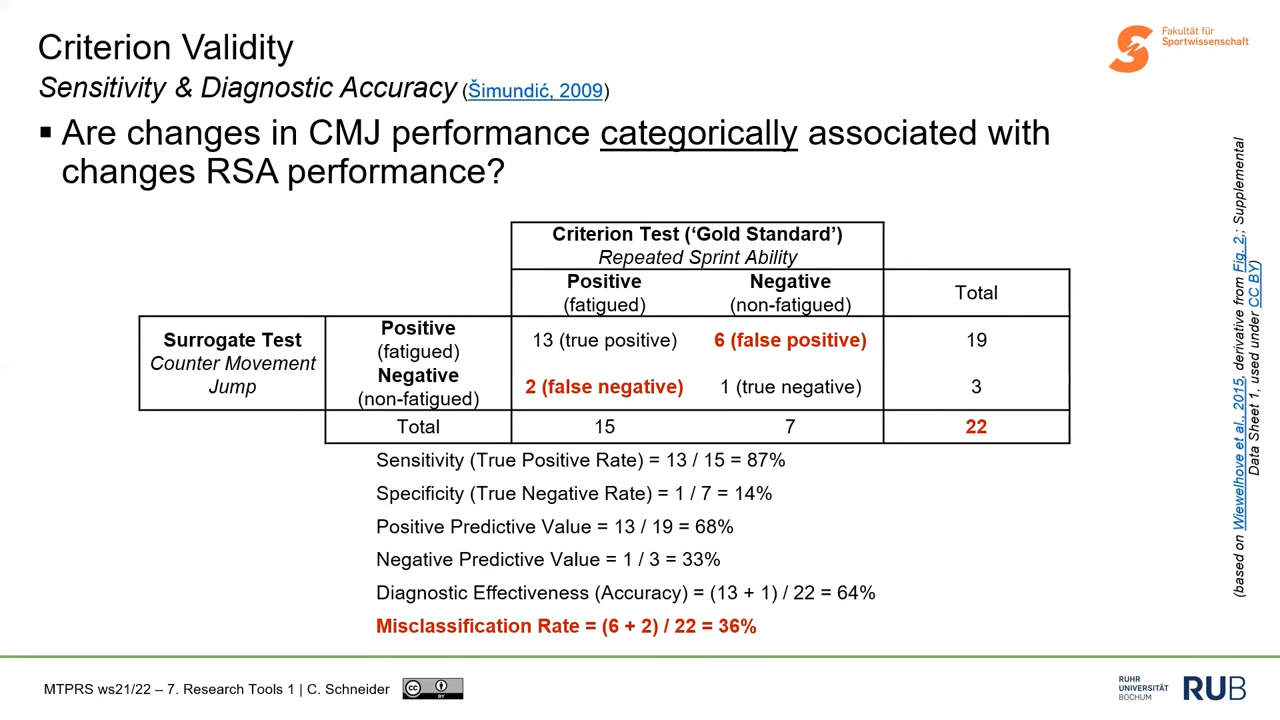 Criterion Validity
Sensitivity & Diagnostic Accuracy (Šimundić, 2009)
Fakultät für
Sportwissenschaft
▪ Are changes in CMJ performance categorically associated with
changes RSA performance?
Criterion Test (‘Gold Standard’)
Repeated Sprint Ability
Positive
(fatigued)
Negative
(non-fatigued)
Total
Surrogate Test
Counter Movement
Jump
Positive
(fatigued)
13 (true positive)
6 (false positive)
19
Negative
(non-fatigued)
2 (false negative)
1 (true negative)
3
Total
15
7
22
Sensitivity (True Positive Rate) = 13 / 15 = 87%
Specificity (True Negative Rate) = 1 / 7 = 14%
Positive Predictive Value = 13 / 19 = 68%
Negative Predictive Value = 1 / 3 = 33%
Diagnostic Effectiveness (Accuracy) = (13 + 1) / 22 = 64%
Misclassification Rate = (6 + 2) / 22 = 36%
(based on Wiewelhove et al., 2015, derivative from Fig. 2,; Supplemental
Data Sheet 1, used under CC BY)
MTPRS ws21/22 – 7. Research Tools 1 | C. Schneider
cc
BY
RUHR
UNIVERSITÄT
BOCHUM
RUB